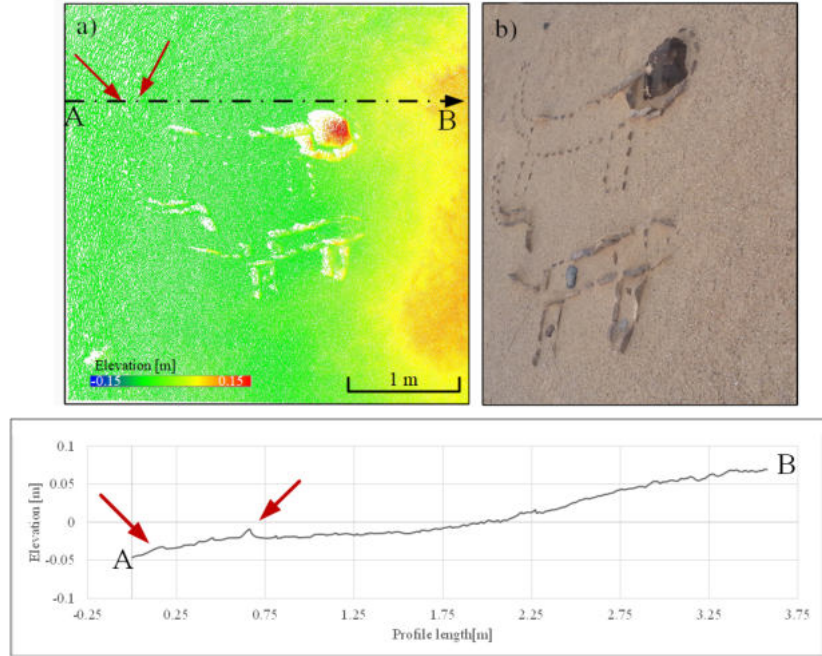 a)
b)
A
B
Elevation [m]
-0.15
0.15
1 m
0.1
0.05
0
-0.05
-0.1
Elevation [m]
A
B
-0.25
0.25
0.75
1.25
1.75
2.25
2.75
3.25
3.75
Profile length[m]